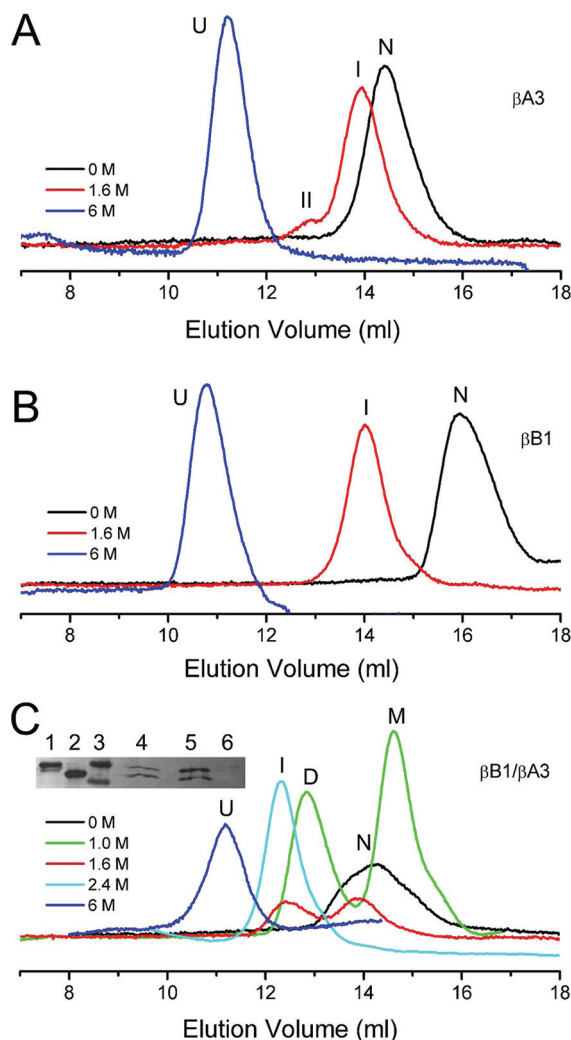 A
U
N
I
βA3
0 M
1.6 M
6 M
II
8 10 12 14 16 18
Elution Volume (ml)
B
U
N
I
βB1
0 M
1.6 M
6 M
8 10 12 14 16 18
Elution Volume (ml)
C
1 2 3 4 5 6
M
I
D
βB1/βA3
U
N
0 M
1.0 M
1.6 M
2.4 M
6 M
8 10 12 14 16 18
Elution Volume (ml)